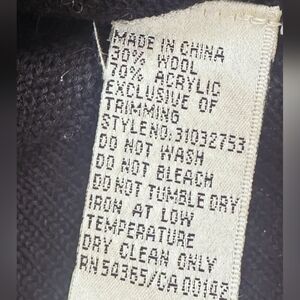 MADE IN CHINA
30% WOOL
70% ACRYLIC
EXCLUSIVE OF
TRIMMING
STYLE NO: 31032753
DO NOT WASH
DO NOT BLEACH
DO NOT TUMBLE DRY
IRON AT LOW
TEMPERATURE
DRY CLEAN ONLY
RN 54365/CA 00142